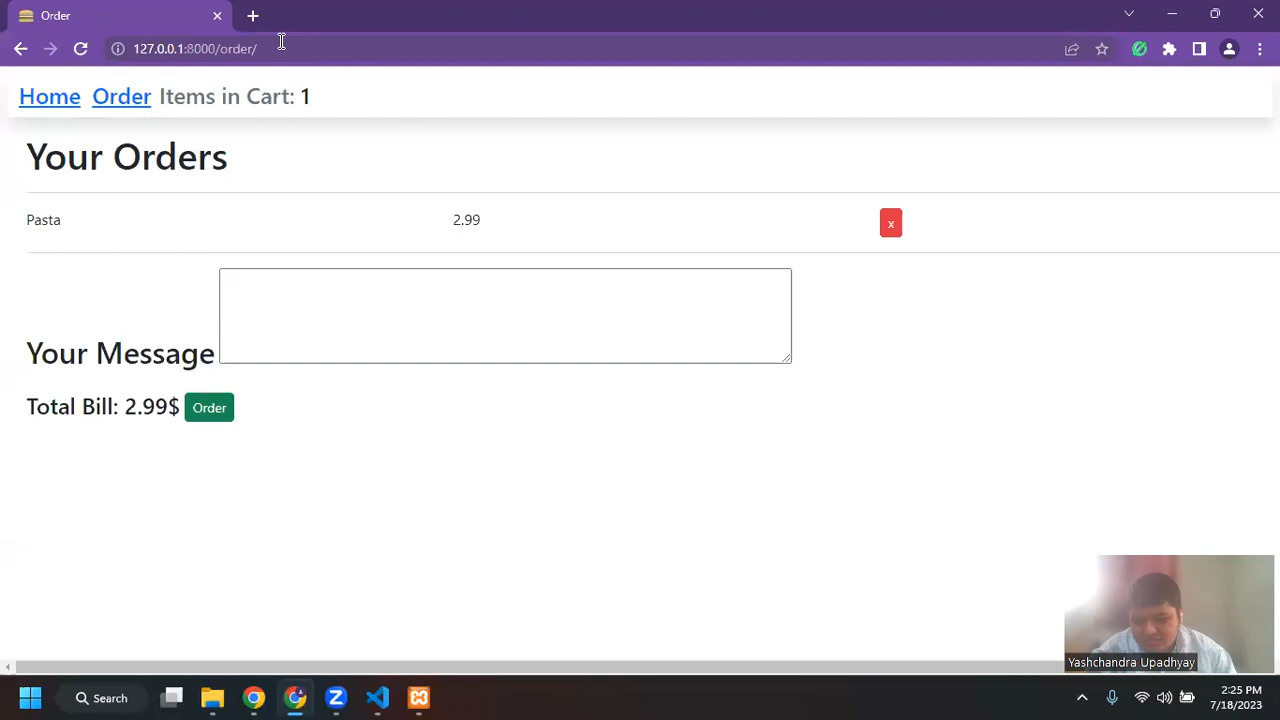 Order
127.0.0.1:8000/order/
Home Order Items in Cart: 1
Your Orders
Pasta 2.99 x
Your Message
Total Bill: 2.99$ Order
Yashchandra Upadhyay
Search
2:25 PM
7/18/2023